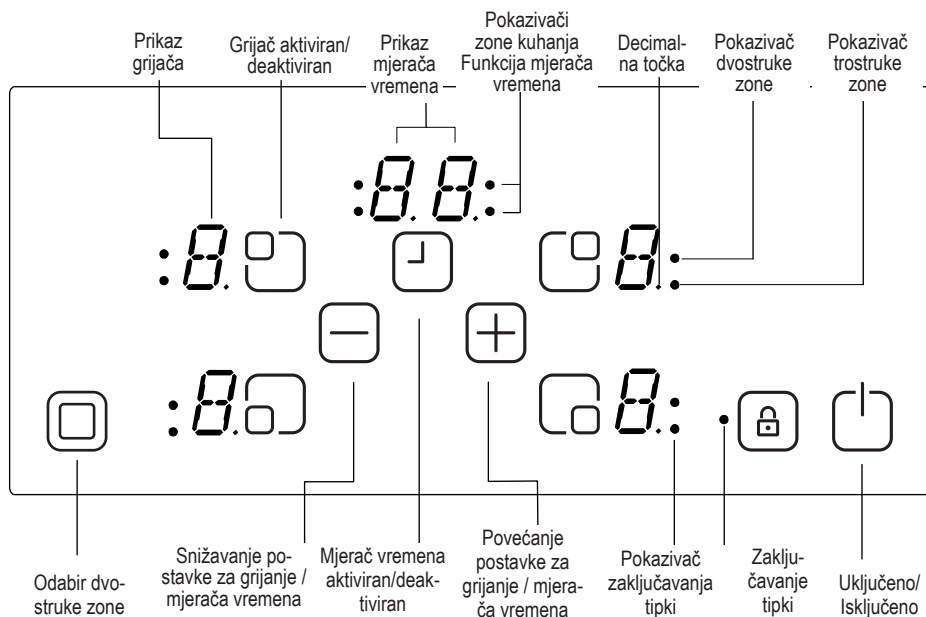 Prikaz
grijača
Grijač aktiviran/
deaktiviran
Prikaz
mjerača
vremena
Pokazivači
zone kuhanja
Funkcija mjerača
vremena
Decimal-
na točka
Pokazivač
dvostruke
zone
Pokazivač
trostruke
zone
Odabir dvo-
struke zone
Snižavanje po-
stavke za grijanje /
mjerača vremena
Mjerač vremena
aktiviran/deak-
tiviran
Povećanje
postavke za
grijanje / mjera-
ča vremena
Pokazivač
zaključavanja
tipki
Zaklju-
čavanje
tipki
Uključeno/
Isključeno